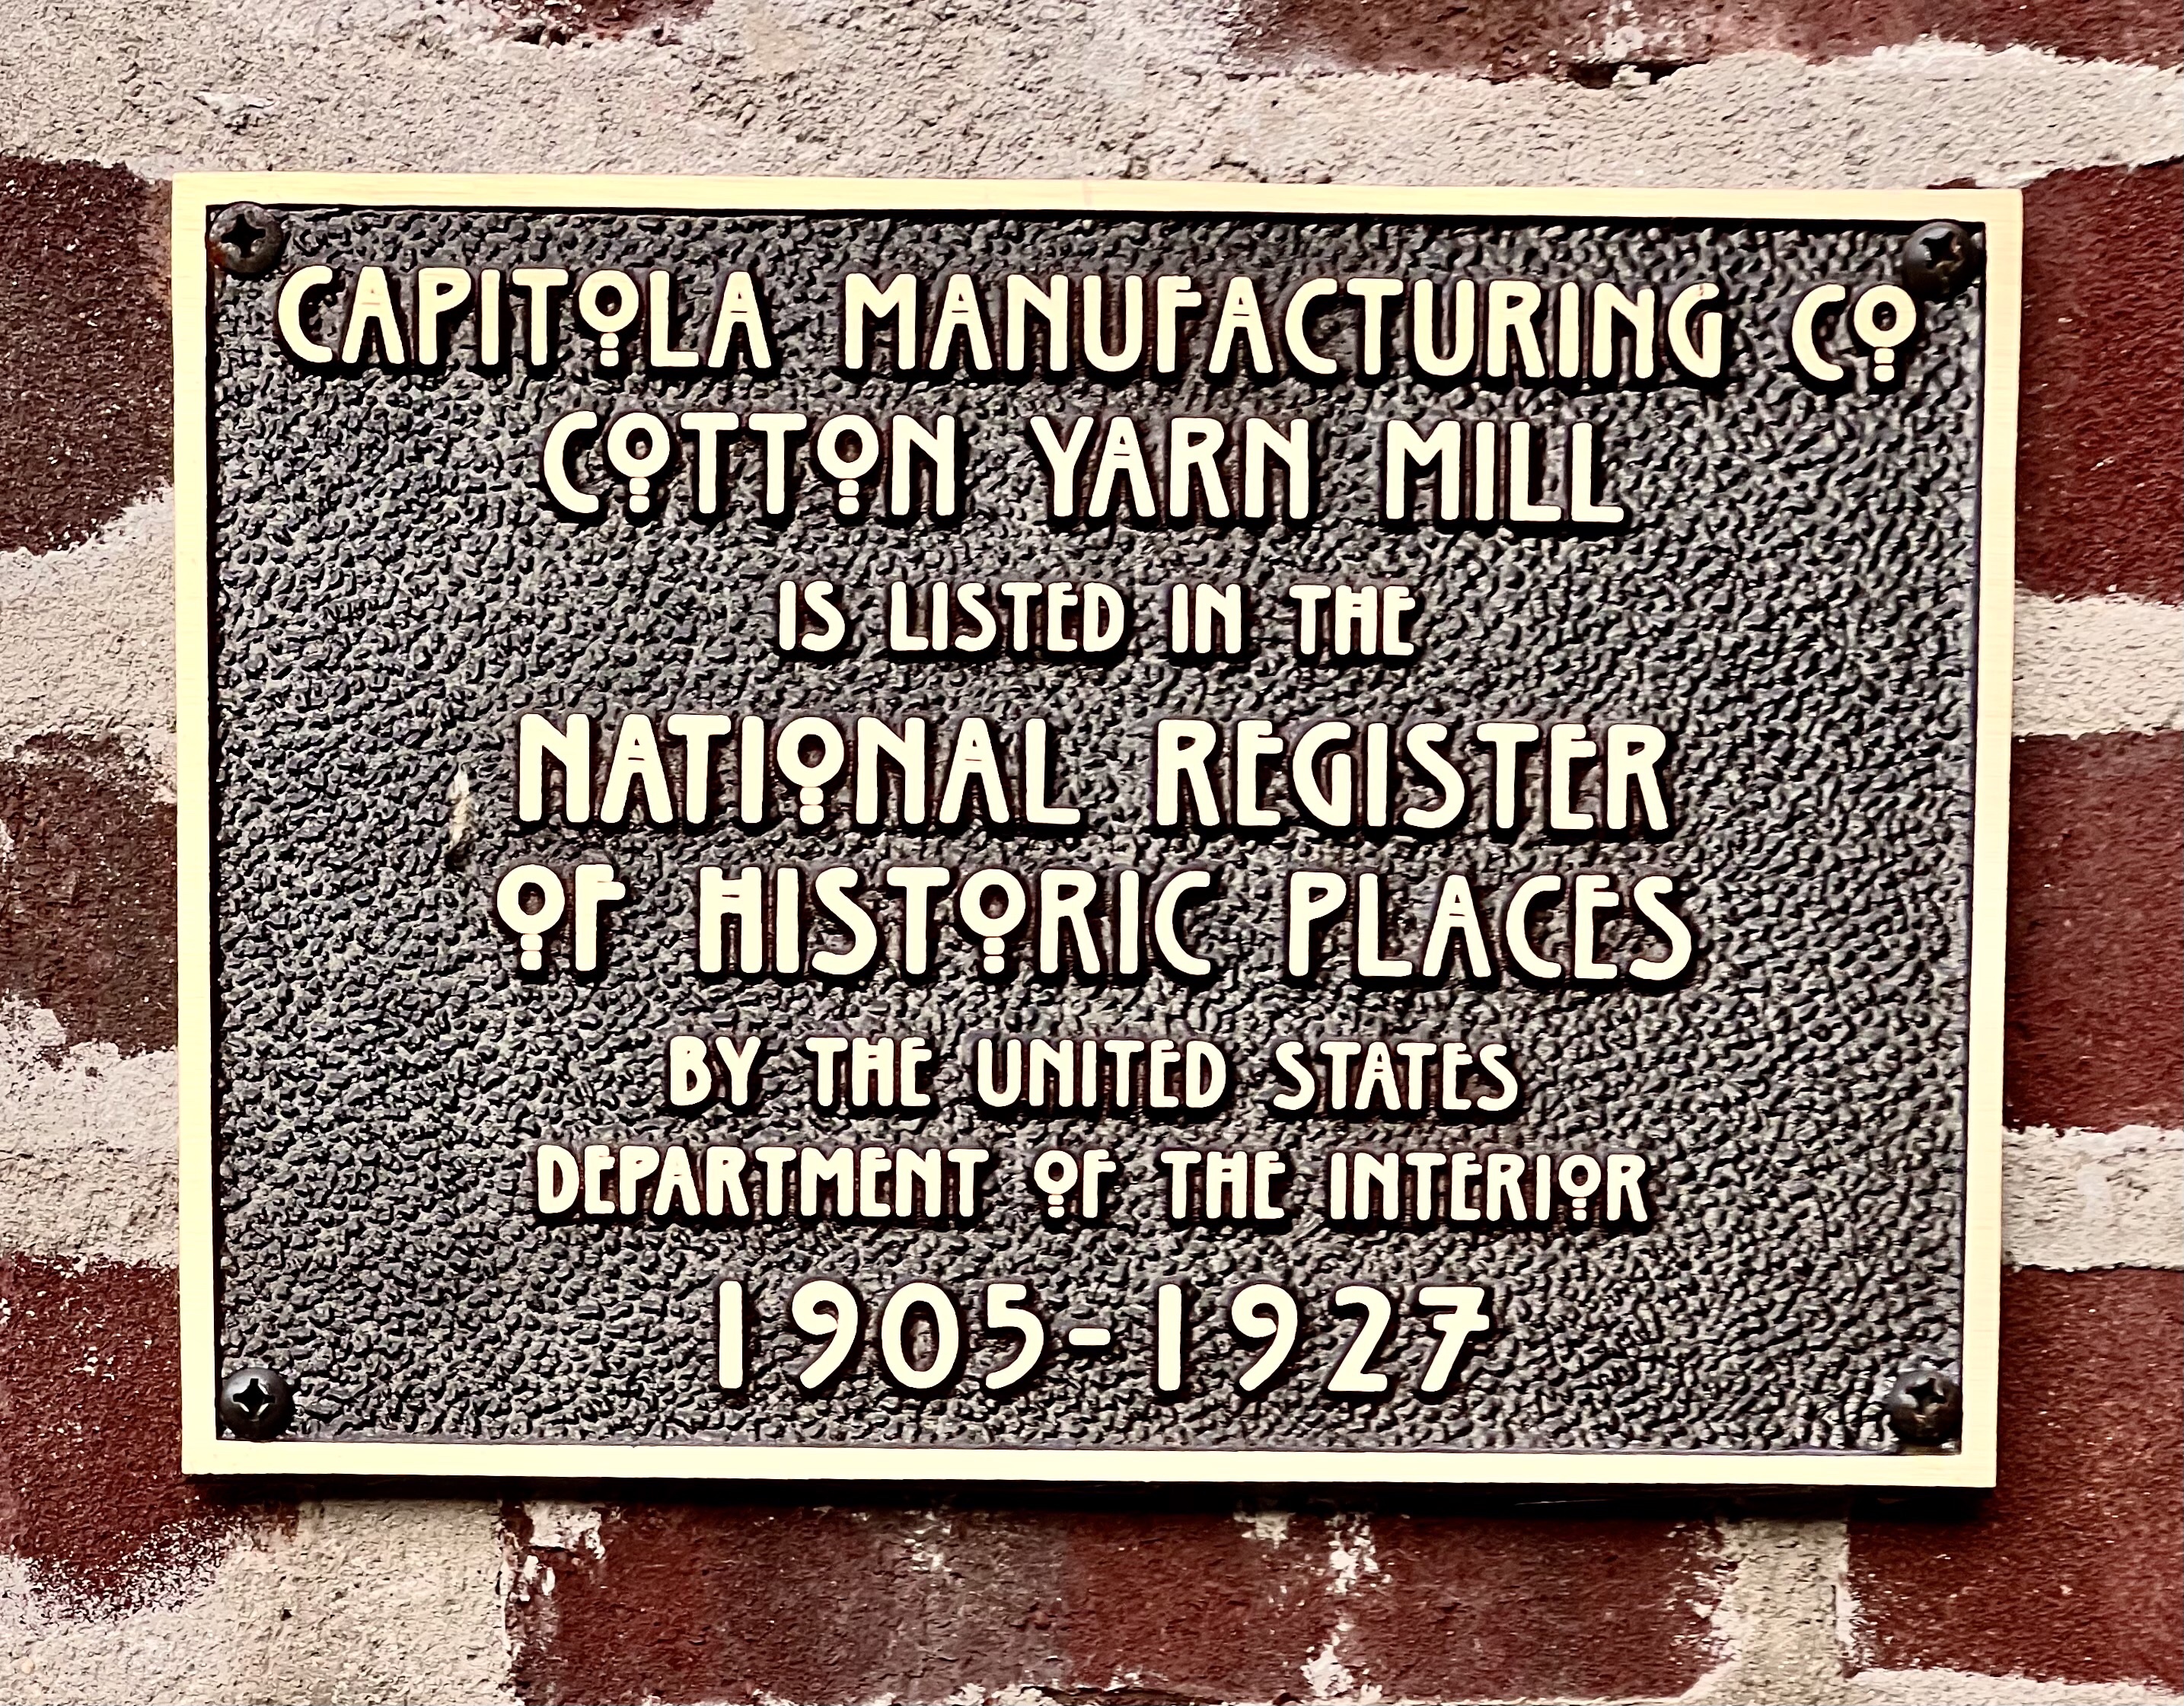 CAPITOLA MANUFACTURING CO
COTTON YARN MILL
IS LISTED IN THE
NATIONAL REGISTER
OF HISTORIC PLACES
BY THE UNITED STATES
DEPARTMENT OF THE INTERIOR
1905-1927